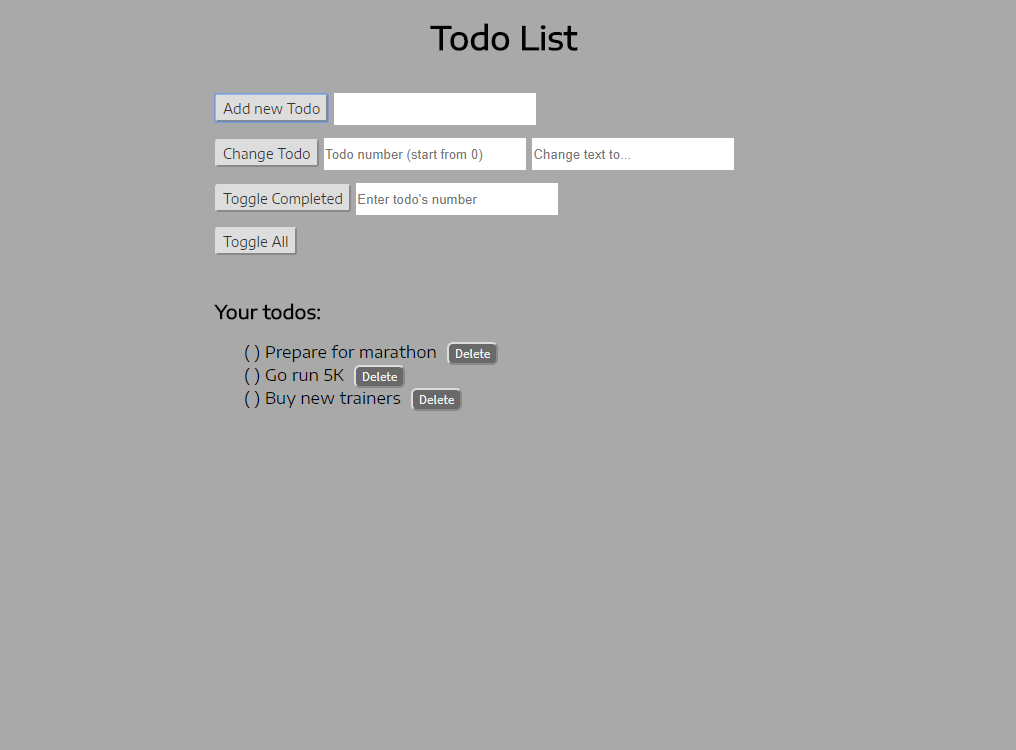 Todo List
Add new Todo
Change Todo Todo number (start from 0) Change text to...
Toggle Completed Enter todo's number
Toggle All
Your todos:
( ) Prepare for marathon Delete
( ) Go run 5K Delete
( ) Buy new trainers Delete